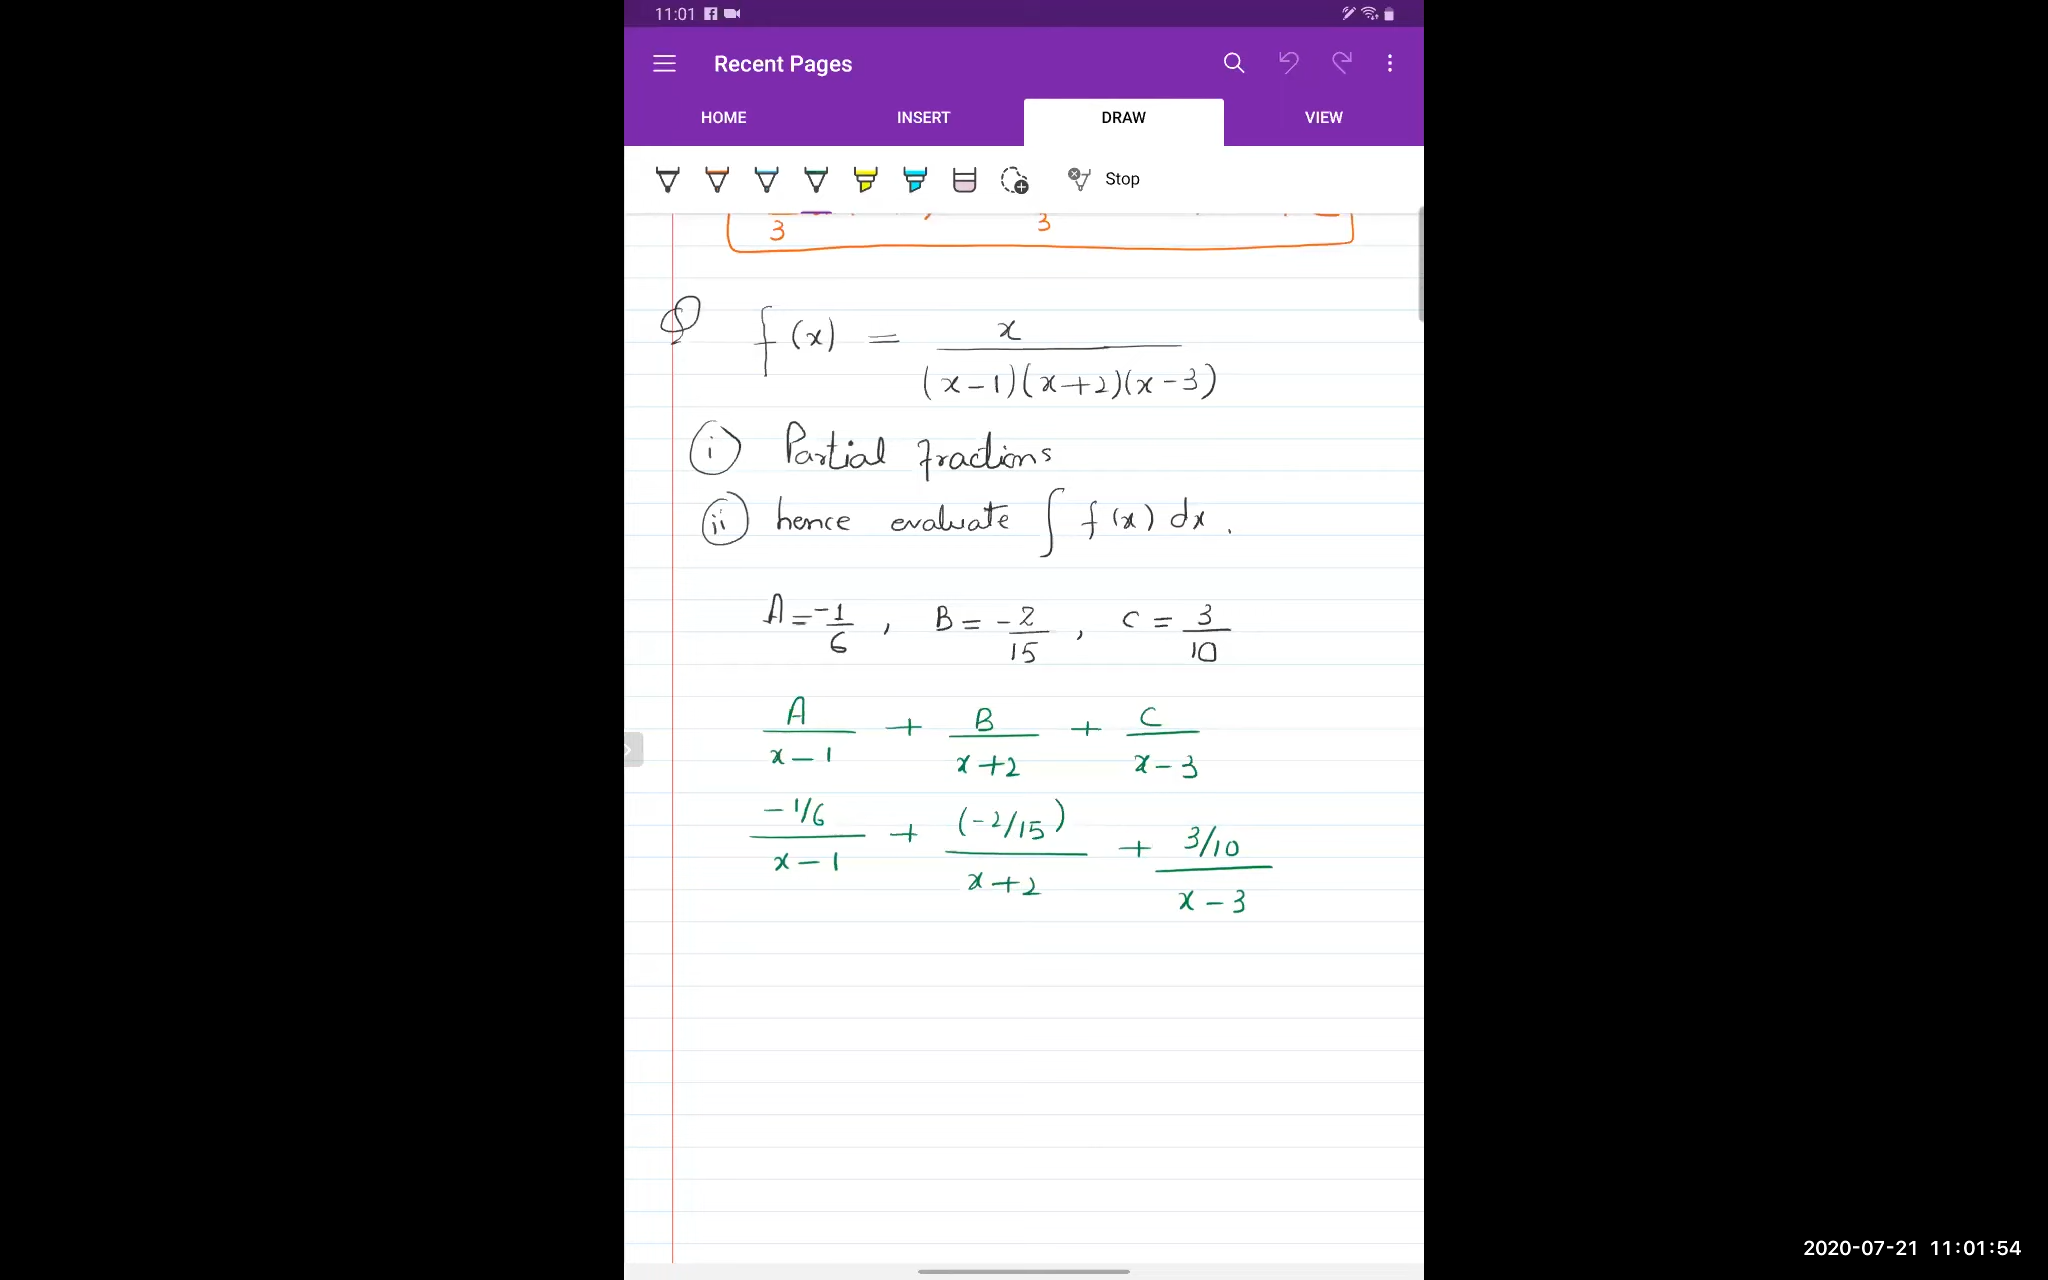 11:01
Recent Pages
HOME INSERT DRAW VIEW
Stop
3 3
Q f(x) = x / (x-1)(x+2)(x-3)
(i) Partial fractions
(ii) hence evaluate ∫ f(x) dx.
A = -1/6 , B = -2/15 , C = 3/10
A/x-1 + B/x+2 + C/x-3
-1/6 / x-1 + (-2/15) / x+2 + 3/10 / x-3
2020-07-21 11:01:54